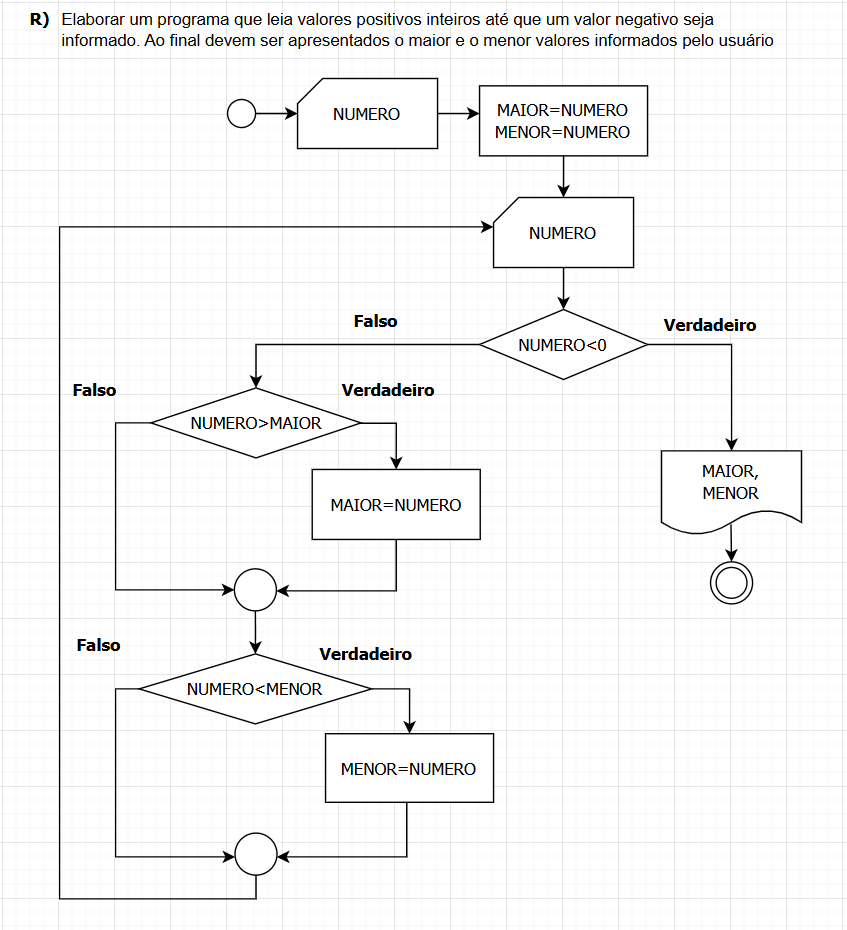 R) Elaborar um programa que leia valores positivos inteiros até que um valor negativo seja
informado. Ao final devem ser apresentados o maior e o menor valores informados pelo usuário
NUMERO
MAIOR=NUMERO
MENOR=NUMERO
NUMERO
Falso
Verdadeiro
NUMERO<0
Falso
Verdadeiro
NUMERO>MAIOR
MAIOR,
MENOR
MAIOR=NUMERO
Falso
Verdadeiro
NUMERO<MENOR
MENOR=NUMERO